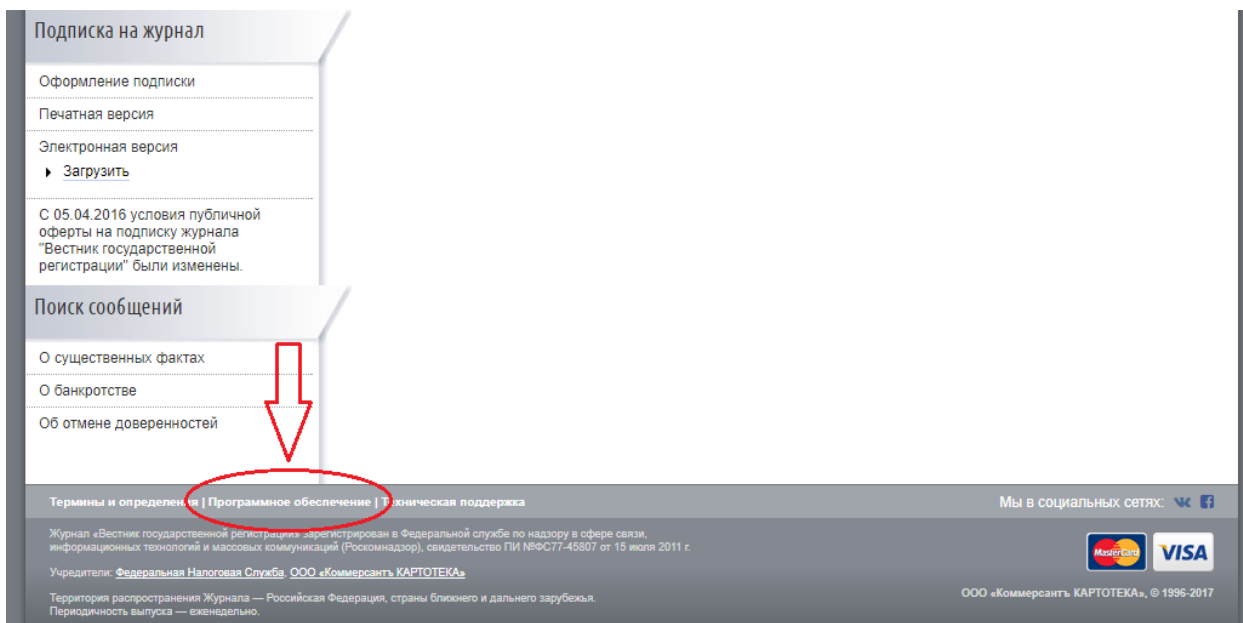 Подписка на журнал
Оформление подписки
Печатная версия
Электронная версия
Загрузить
С 05.04.2016 условия публичной
оферты на подписку журнала
"Вестник государственной
регистрации" были изменены.
Поиск сообщений
О существенных фактах
О банкротстве
Об отмене доверенностей
Термины и определения | Программное обеспечение | Техническая поддержка
Мы в социальных сетях:
Журнал «Вестник государственной регистрации» зарегистрирован в Федеральной службе по надзору в сфере связи,
информационных технологий и массовых коммуникаций (Роскомнадзор), свидетельство ПИ №ФС77-45807 от 15 июля 2011 г.
MasterCard VISA
Учредители: Федеральная Налоговая Служба, ООО «Коммерсантъ КАРТОТЕКА»
Территория распространения Журнала — Российская Федерация, страны ближнего и дальнего зарубежья.
Периодичность выпуска — еженедельно.
ООО «Коммерсантъ КАРТОТЕКА», © 1996-2017